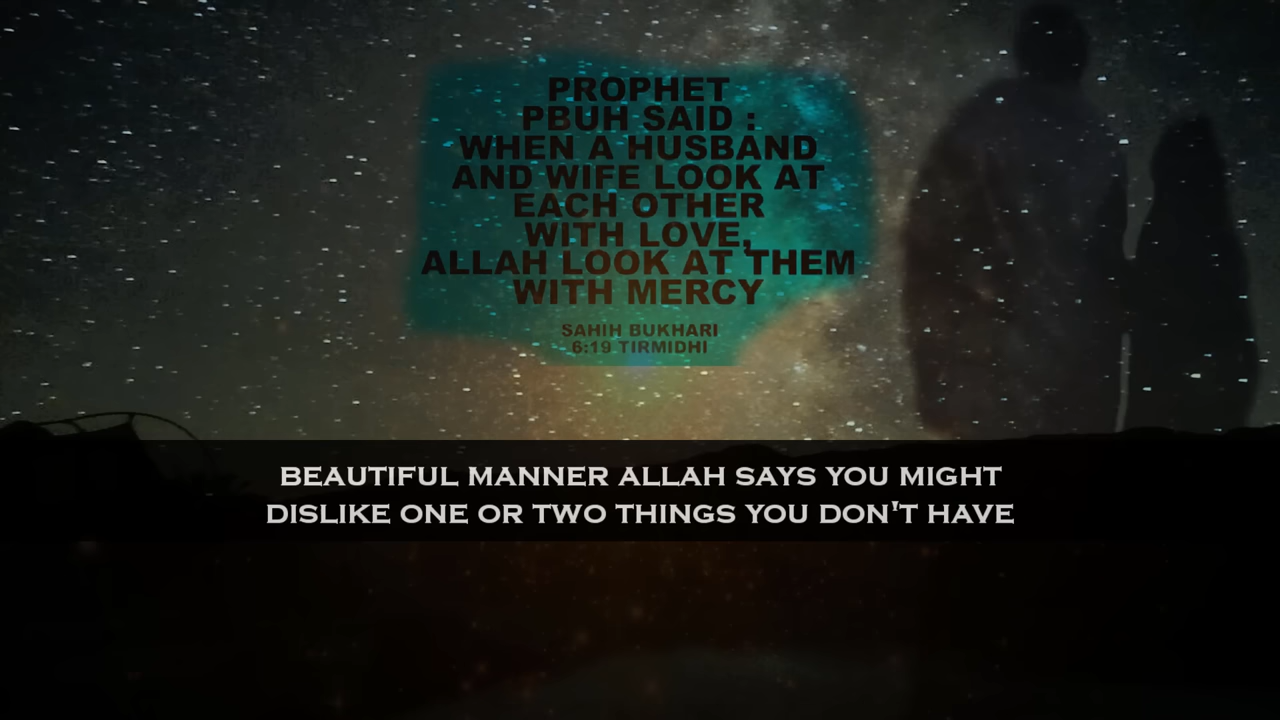 PROPHET
PBUH SAID :
WHEN A HUSBAND
AND WIFE LOOK AT
EACH OTHER
WITH LOVE,
ALLAH LOOK AT THEM
WITH MERCY
SAHIH BUKHARI
6:19 TIRMIDHI
BEAUTIFUL MANNER ALLAH SAYS YOU MIGHT
DISLIKE ONE OR TWO THINGS YOU DON'T HAVE